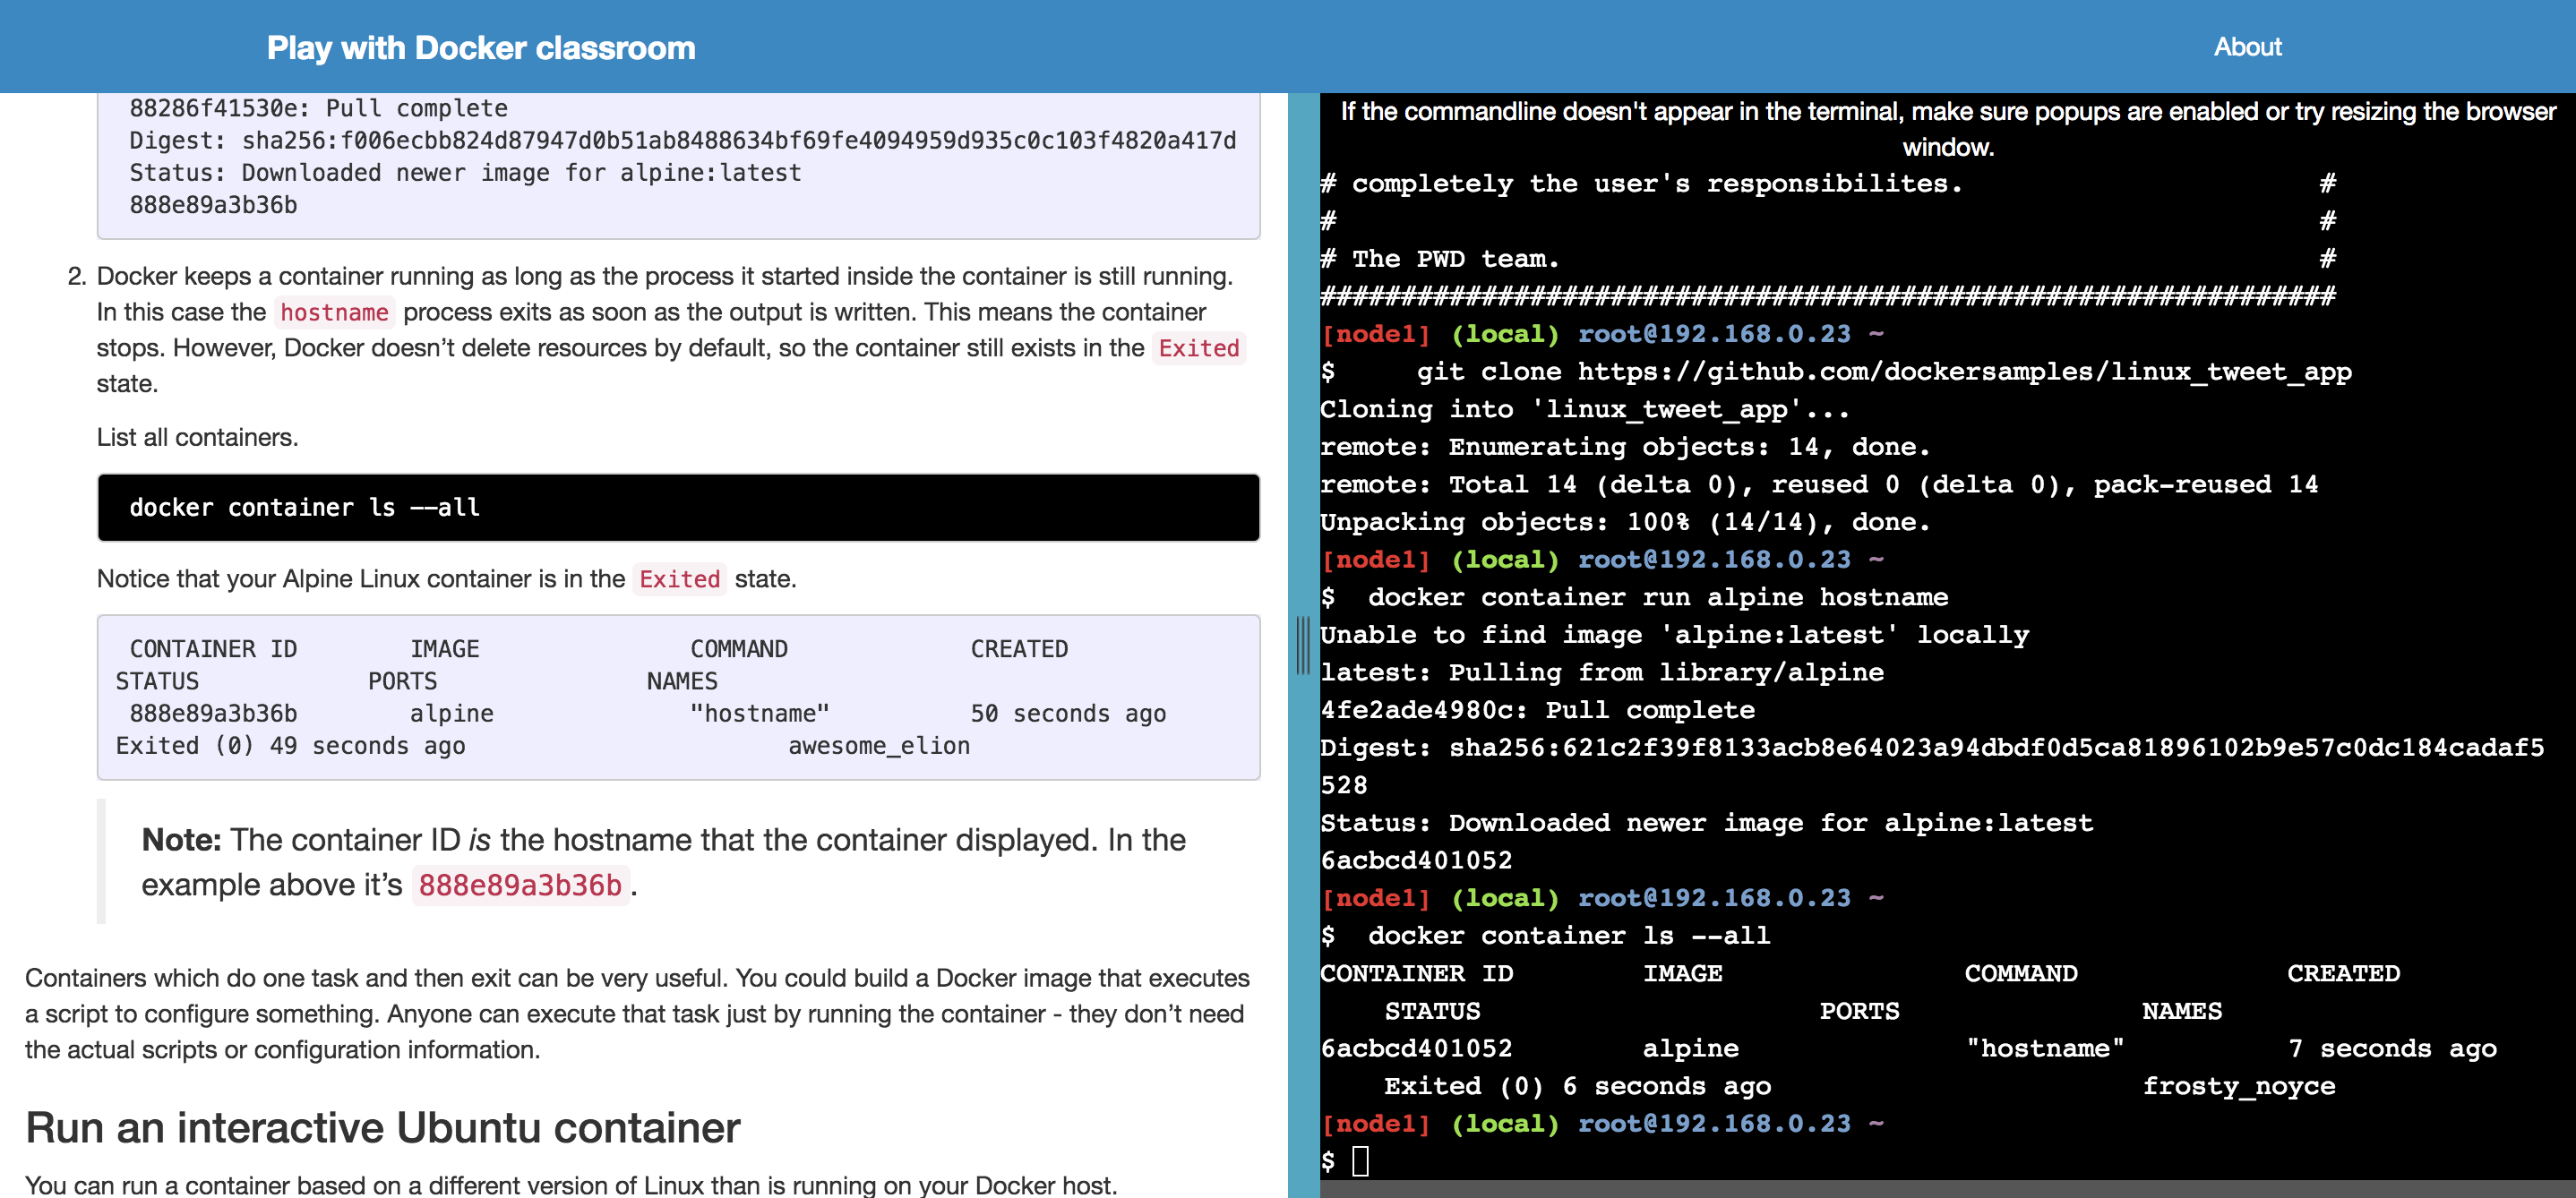 Play with Docker classroom
About
88286f41530e: Pull complete
Digest: sha256:f006ecbb824d87947d0b51ab8488634bf69fe4094959d935c0c103f4820a417d
Status: Downloaded newer image for alpine:latest
888e89a3b36b
2. Docker keeps a container running as long as the process it started inside the container is still running.
In this case the hostname process exits as soon as the output is written. This means the container
stops. However, Docker doesn’t delete resources by default, so the container still exists in the Exited
state.
List all containers.
docker container ls --all
Notice that your Alpine Linux container is in the Exited state.
CONTAINER ID IMAGE COMMAND CREATED
STATUS PORTS NAMES
888e89a3b36b alpine "hostname" 50 seconds ago
Exited (0) 49 seconds ago awesome_elion
Note: The container ID is the hostname that the container displayed. In the
example above it’s 888e89a3b36b.
Containers which do one task and then exit can be very useful. You could build a Docker image that executes
a script to configure something. Anyone can execute that task just by running the container - they don’t need
the actual scripts or configuration information.
Run an interactive Ubuntu container
You can run a container based on a different version of Linux than is running on your Docker host.
If the commandline doesn't appear in the terminal, make sure popups are enabled or try resizing the browser
window.
# completely the user's responsibilites. #
# #
# The PWD team. #
###############################################################
[node1] (local) root@192.168.0.23 ~
$ git clone https://github.com/dockersamples/linux_tweet_app
Cloning into 'linux_tweet_app'...
remote: Enumerating objects: 14, done.
remote: Total 14 (delta 0), reused 0 (delta 0), pack-reused 14
Unpacking objects: 100% (14/14), done.
[node1] (local) root@192.168.0.23 ~
$ docker container run alpine hostname
Unable to find image 'alpine:latest' locally
latest: Pulling from library/alpine
4fe2ade4980c: Pull complete
Digest: sha256:621c2f39f8133acb8e64023a94dbdf0d5ca81896102b9e57c0dc184cadaf5
528
Status: Downloaded newer image for alpine:latest
6acbcd401052
[node1] (local) root@192.168.0.23 ~
$ docker container ls --all
CONTAINER ID IMAGE COMMAND CREATED
STATUS PORTS NAMES
6acbcd401052 alpine "hostname" 7 seconds ago
Exited (0) 6 seconds ago frosty_noyce
[node1] (local) root@192.168.0.23 ~
$